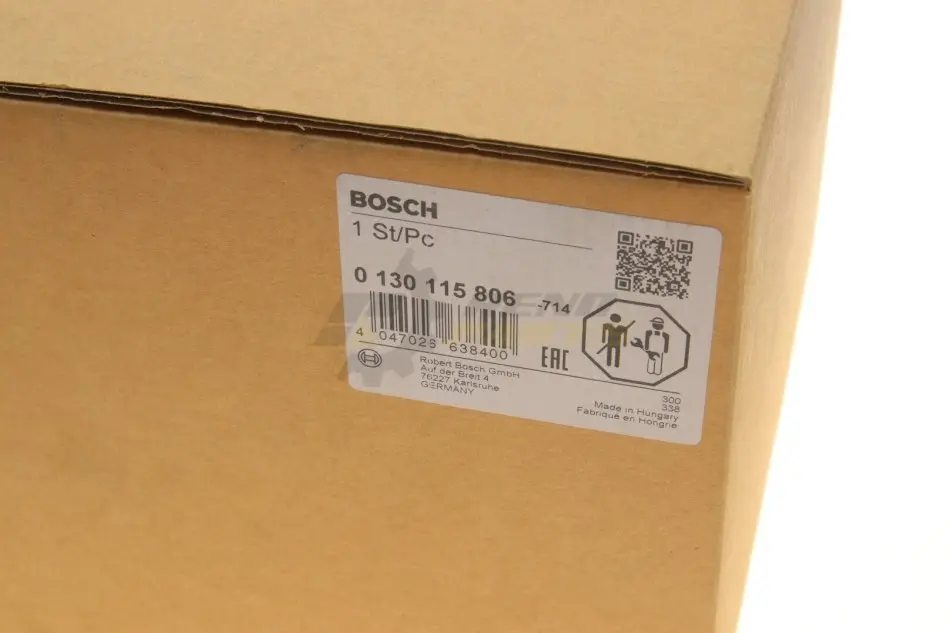 BOSCH
1 St/Pc
0 130 115 806 -714
4 047026 638400
EAC
Robert Bosch GmbH
Auf der Breit 4
76227 Karlsruhe
GERMANY
300
338
Made in Hungary
Fabriqué en Hongrie